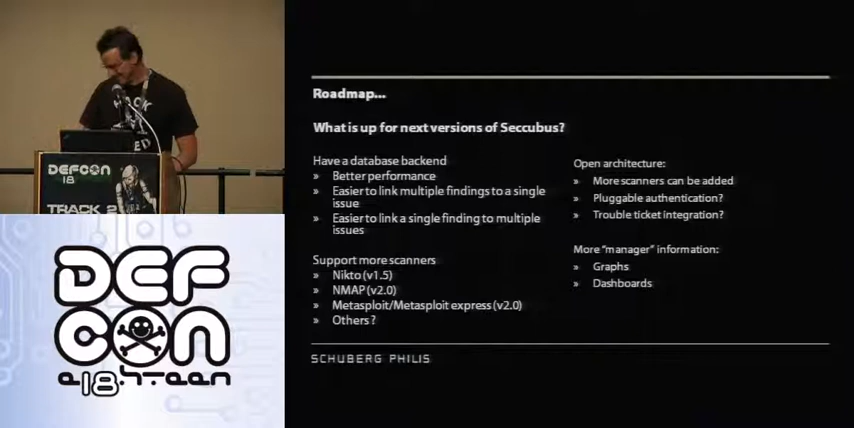 HACK
ED
DEFCON
18
TRACK 2
DEF
CON
e18hteen
Roadmap...
What is up for next versions of Seccubus?
Have a database backend
» Better performance
» Easier to link multiple findings to a single
issue
» Easier to link a single finding to multiple
issues
Support more scanners
» Nikto (v1.5)
» NMAP (v2.0)
» Metasploit/Metasploit express (v2.0)
» Others ?
Open architecture:
» More scanners can be added
» Pluggable authentication?
» Trouble ticket integration?
More “manager” information:
» Graphs
» Dashboards
SCHUBERG PHILIS